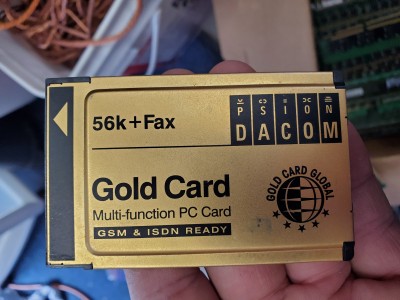 56k+Fax
PSION
DACOM
Gold Card
Multi-function PC Card
GSM & ISDN READY
GOLD CARD GLOBAL